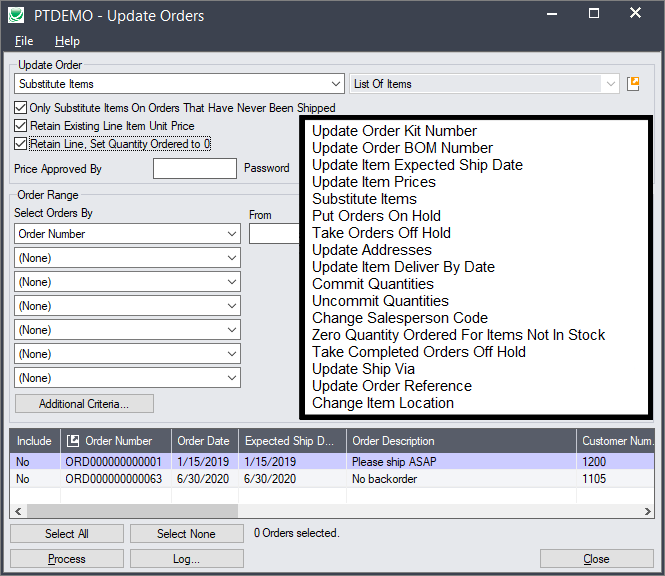 PTDEMO - Update Orders
File Help
Update Order
Substitute Items
List Of Items
Only Substitute Items On Orders That Have Never Been Shipped
Retain Existing Line Item Unit Price
Retain Line, Set Quantity Ordered to 0
Price Approved By
Password
Update Order Kit Number
Update Order BOM Number
Update Item Expected Ship Date
Update Item Prices
Substitute Items
Put Orders On Hold
Take Orders Off Hold
Update Addresses
Update Item Deliver By Date
Commit Quantities
Uncommit Quantities
Change Salesperson Code
Zero Quantity Ordered For Items Not In Stock
Take Completed Orders Off Hold
Update Ship Via
Update Order Reference
Change Item Location
Order Range
Select Orders By
From
Order Number
(None)
(None)
(None)
(None)
(None)
(None)
Additional Criteria...
Include Order Number Order Date Expected Ship D... Order Description Customer Num.
No ORD000000000001 1/15/2019 1/15/2019 Please ship ASAP 1200
No ORD000000000063 6/30/2020 6/30/2020 No backorder 1105
Select All Select None 0 Orders selected.
Process Log... Close